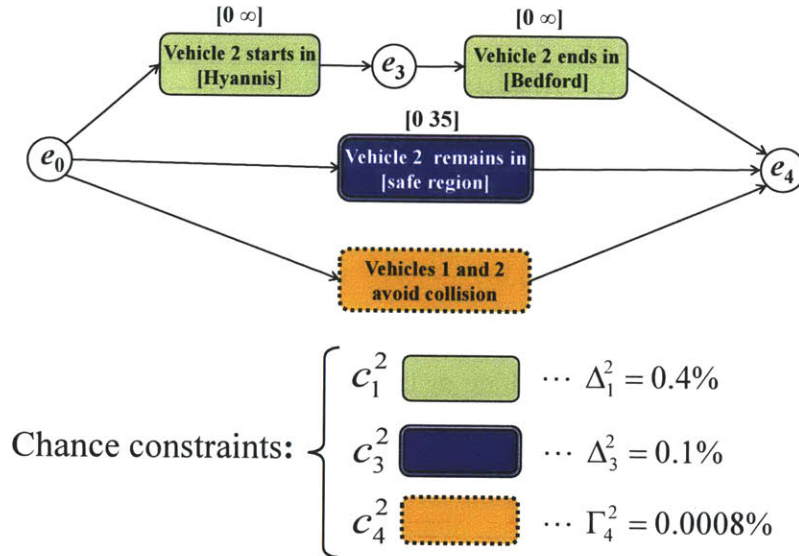 [0 ∞]
[0 ∞]
Vehicle 2 starts in
[Hyannis]
e₃
Vehicle 2 ends in
[Bedford]
[0 35]
e₀
Vehicle 2 remains in
[safe region]
e₄
Vehicles 1 and 2
avoid collision
c₁² ⋯ Δ₁² = 0.4%
Chance constraints: c₃² ⋯ Δ₃² = 0.1%
c₄² ⋯ Γ₄² = 0.0008%